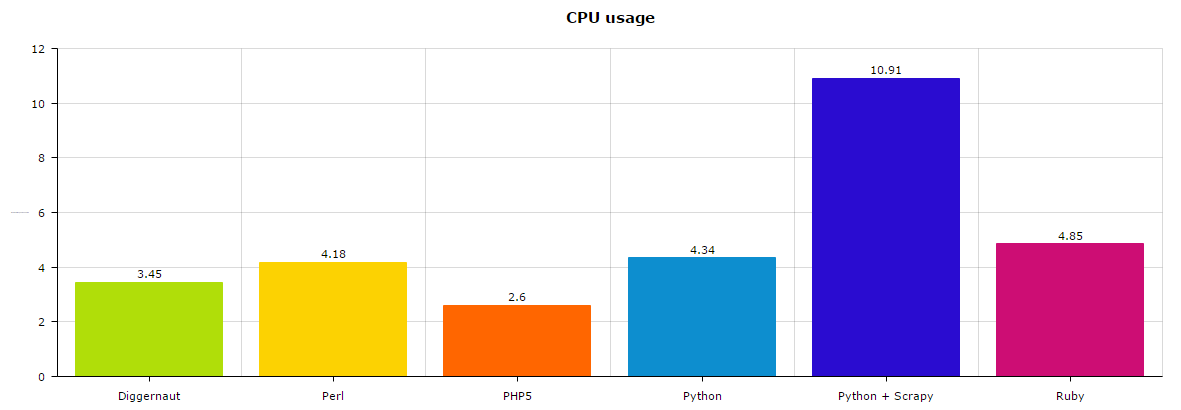 CPU usage
12
10
8
6
4
2
0
3.45
4.18
2.6
4.34
10.91
4.85
Diggernaut
Perl
PHP5
Python
Python + Scrapy
Ruby